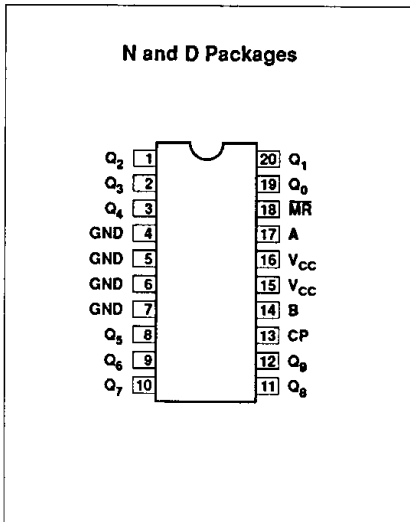 N and D Packages
Q2 1 20 Q1
Q3 2 19 Q0
Q4 3 18 M̅R̅
GND 4 17 A
GND 5 16 VCC
GND 6 15 VCC
GND 7 14 B
Q5 8 13 CP
Q6 9 12 Q9
Q7 10 11 Q8